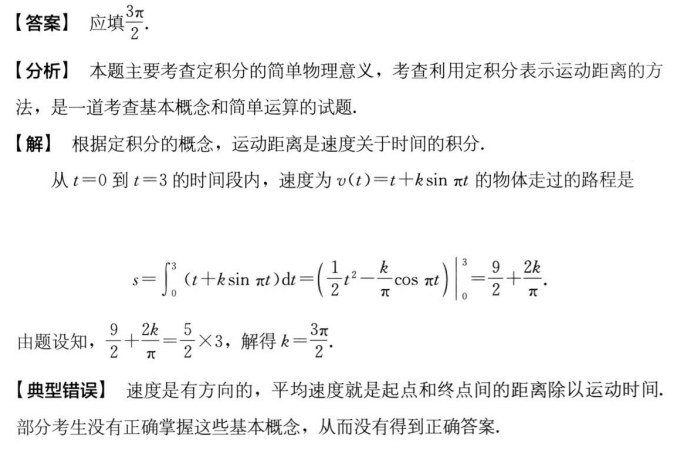 【答案】 应填$\frac{3\pi}{2}$.
【分析】 本题主要考查定积分的简单物理意义，考查利用定积分表示运动距离的方
法，是一道考查基本概念和简单运算的试题.
【解】 根据定积分的概念，运动距离是速度关于时间的积分.
从 $t=0$ 到 $t=3$ 的时间段内，速度为 $v(t)=t+k\sin \pi t$ 的物体走过的路程是
$s=\int_0^3 (t+k\sin \pi t)\mathrm{d}t=\left(\frac{1}{2}t^2-\frac{k}{\pi}\cos \pi t\right)\Big|_0^3=\frac{9}{2}+\frac{2k}{\pi}.$
由题设知，$\frac{9}{2}+\frac{2k}{\pi}=\frac{5}{2}\times 3$，解得 $k=\frac{3\pi}{2}$.
【典型错误】 速度是有方向的，平均速度就是起点和终点间的距离除以运动时间.
部分考生没有正确掌握这些基本概念，从而没有得到正确答案.